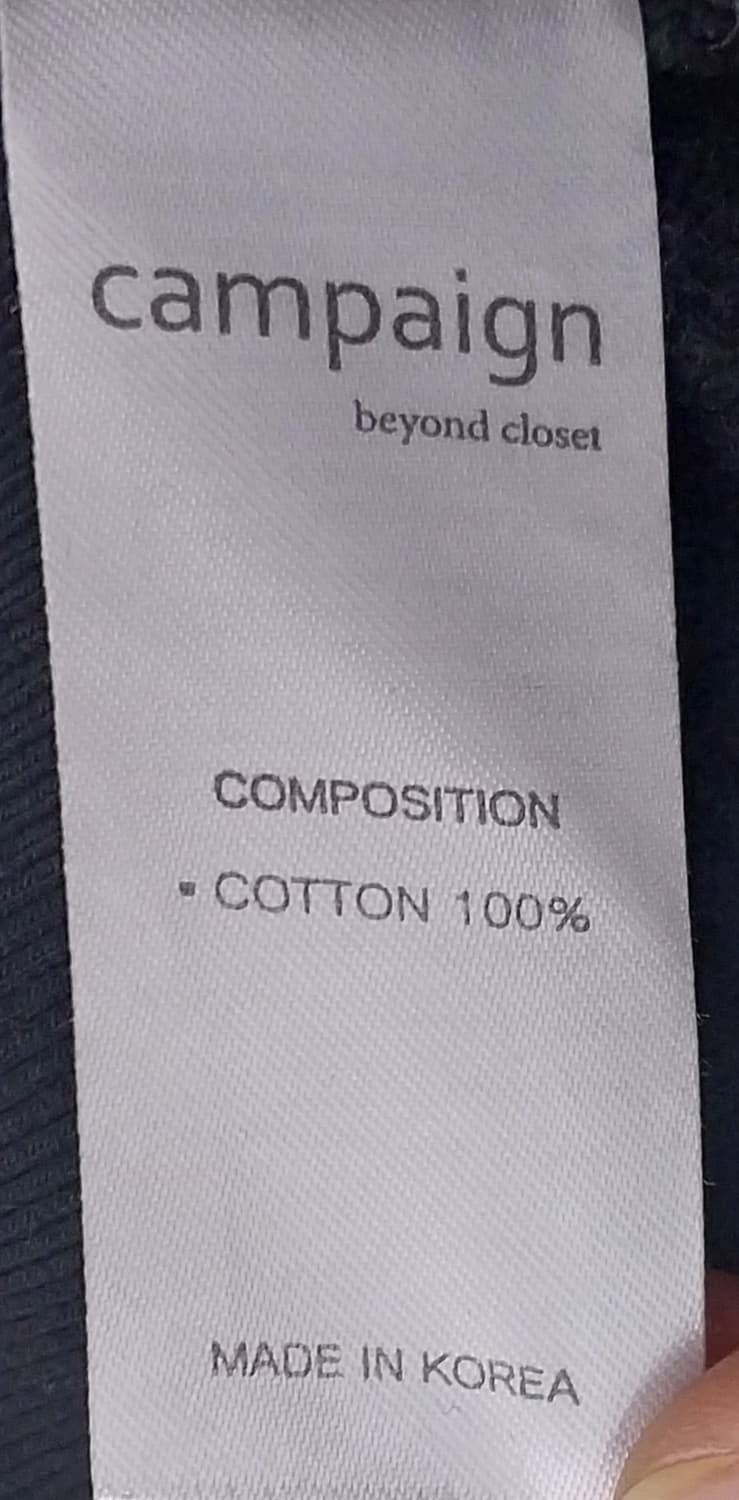 campaign
beyond closet
COMPOSITION
▪ COTTON 100%
MADE IN KOREA